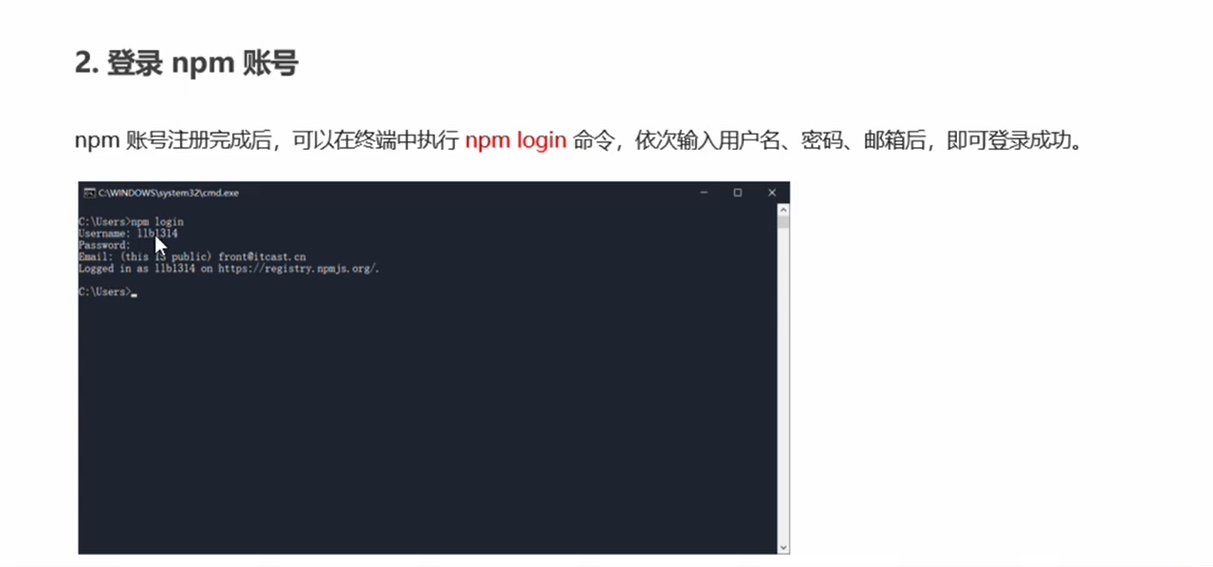 2. 登录 npm 账号
npm 账号注册完成后，可以在终端中执行 npm login 命令，依次输入用户名、密码、邮箱后，即可登录成功。
C:\WINDOWS\system32\cmd.exe
C:\Users>npm login
Username: llb1314
Password:
Email: (this is public) front@itcast.cn
Logged in as llb1314 on https://registry.npmjs.org/.
C:\Users>